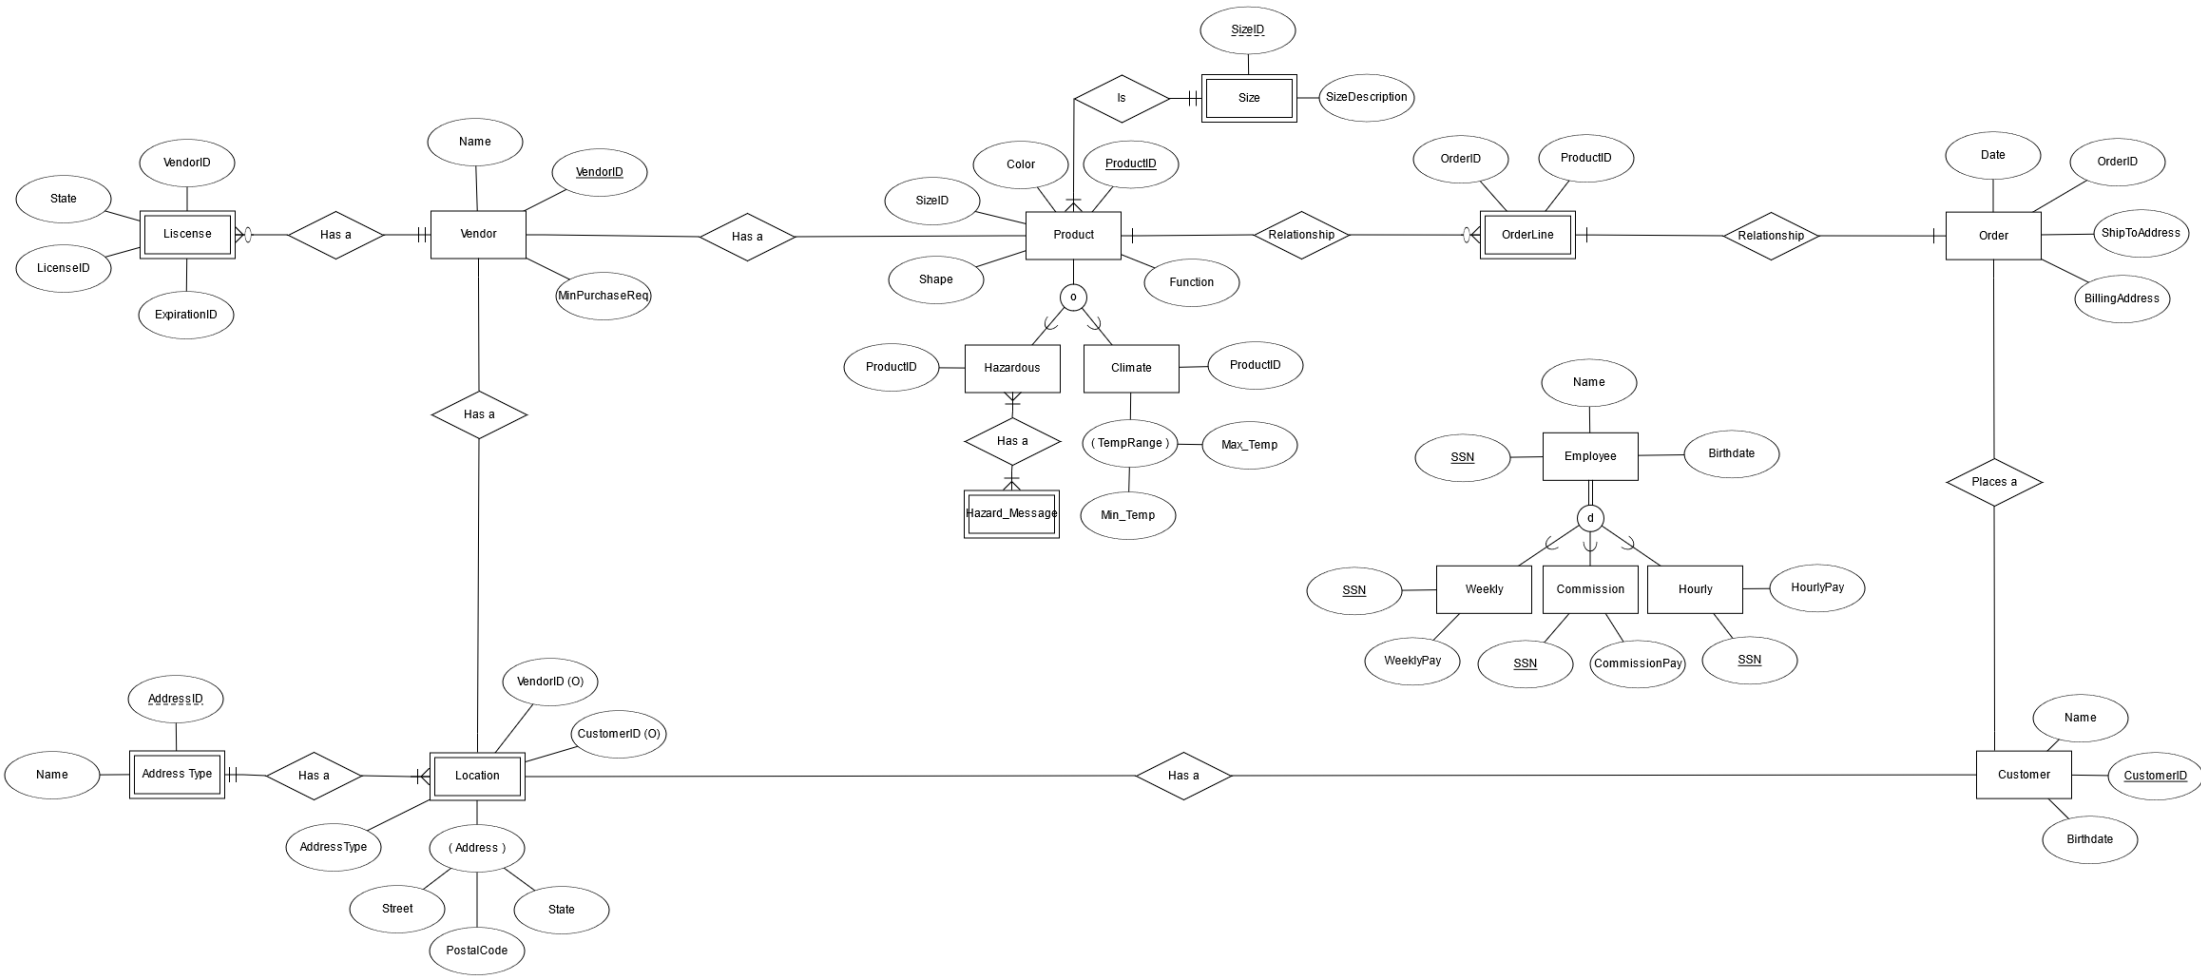 SizeID
Is
Size
SizeDescription
Name
VendorID
VendorID
State
Liscense
LicenseID
ExpirationID
Has a
Vendor
MinPurchaseReq
Has a
Color
ProductID
SizeID
Product
Shape
Function
Relationship
OrderID
ProductID
OrderLine
Relationship
Date
OrderID
Order
ShipToAddress
BillingAddress
o
ProductID
Hazardous
Climate
ProductID
Has a
Has a
( TempRange )
Max_Temp
Hazard_Message
Min_Temp
Name
SSN
Employee
Birthdate
d
Places a
SSN
Weekly
Commission
Hourly
HourlyPay
WeeklyPay
SSN
CommissionPay
SSN
AddressID
VendorID (O)
CustomerID (O)
Name
Address Type
Has a
Location
Has a
Name
Customer
CustomerID
Birthdate
AddressType
( Address )
Street
State
PostalCode